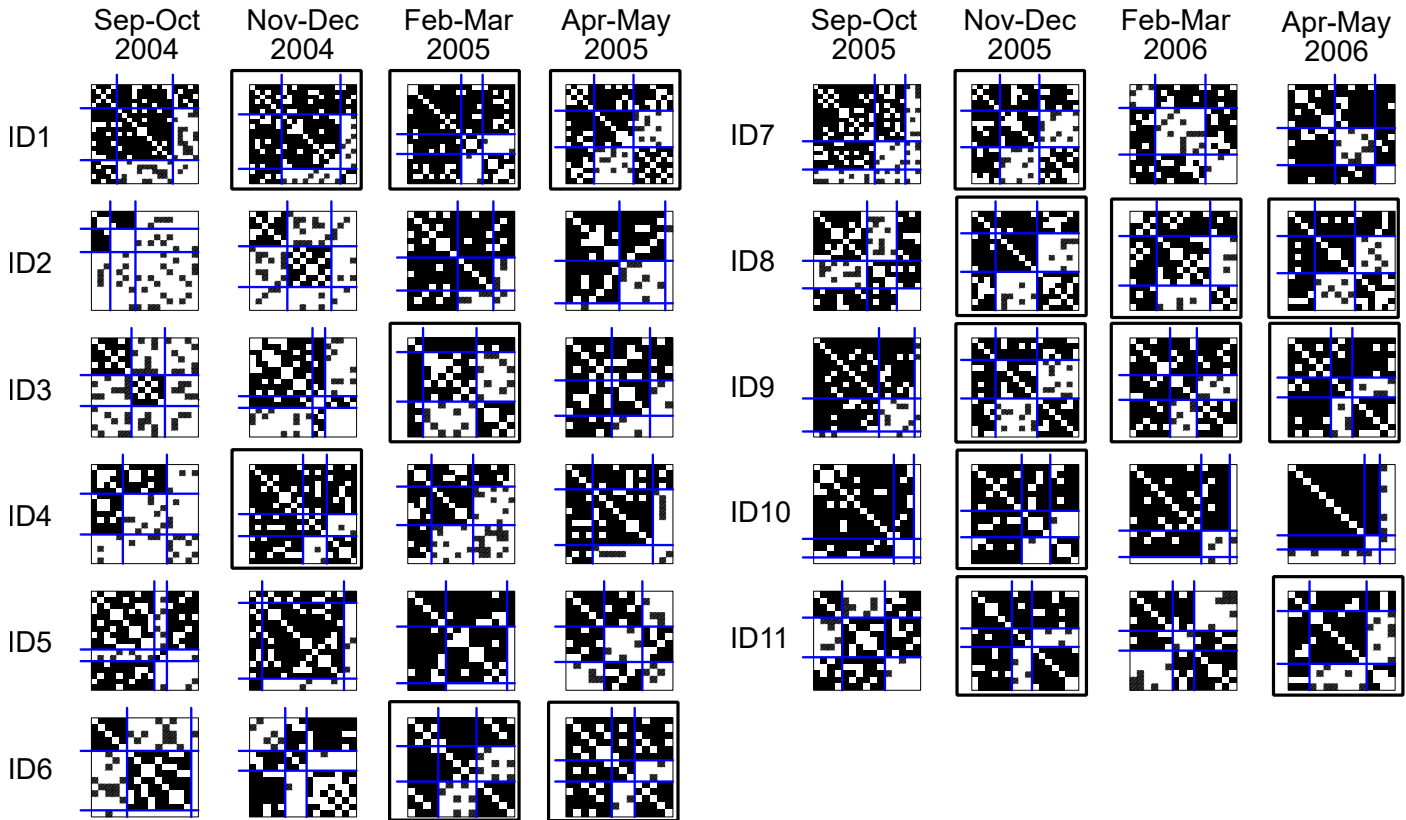 Sep-Oct 2004
Nov-Dec 2004
Feb-Mar 2005
Apr-May 2005
Sep-Oct 2005
Nov-Dec 2005
Feb-Mar 2006
Apr-May 2006
ID1
ID2
ID3
ID4
ID5
ID6
ID7
ID8
ID9
ID10
ID11